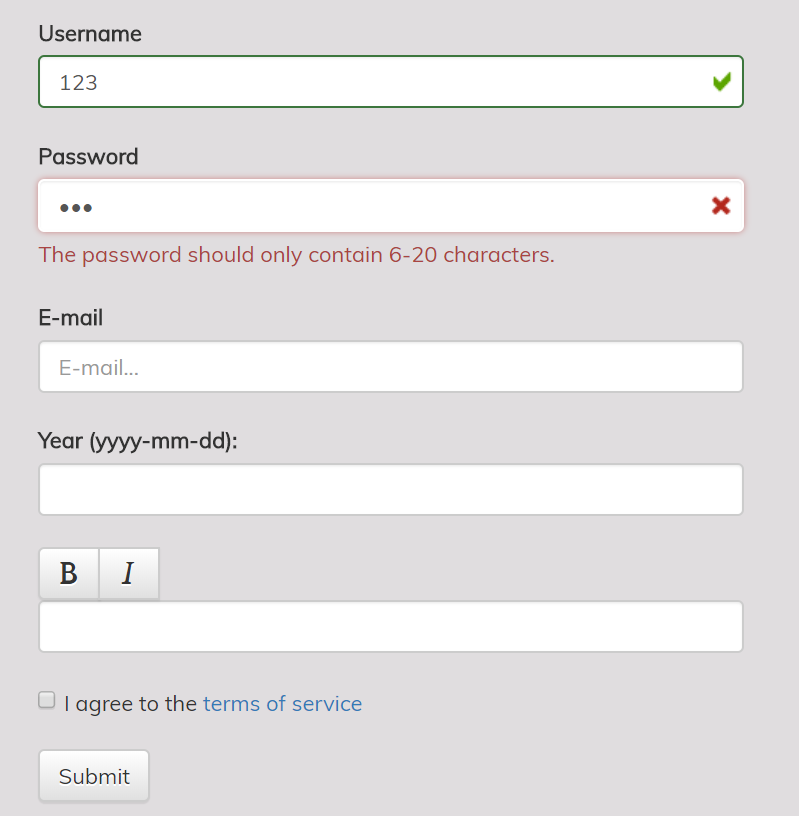 Username
123
Password
•••
The password should only contain 6-20 characters.
E-mail
E-mail...
Year (yyyy-mm-dd):
B I
I agree to the terms of service
Submit